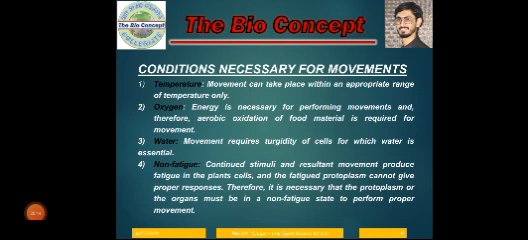 The Bio Concept
The Bio Concept
CONDITIONS NECESSARY FOR MOVEMENTS
1) Temperature: Movement can take place within an appropriate range
of temperature only.
2) Oxygen: Energy is necessary for performing movements and,
therefore, aerobic oxidation of food material is required for
movement.
3) Water: Movement requires turgidity of cells for which water is
essential.
4) Non-fatigue: Continued stimuli and resultant movement produce
fatigue in the plants cells, and the fatigued protoplasm cannot give
proper responses. Therefore, it is necessary that the protoplasm or
the organs must be in a non-fatigue state to perform proper
movement.